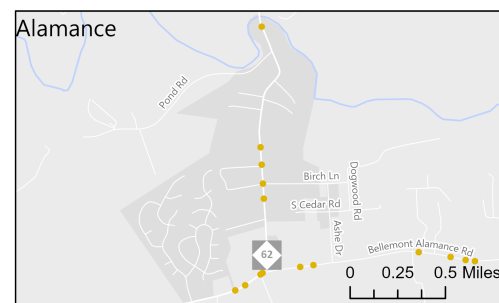 Alamance
Pond Rd
Birch Ln
Dogwood Rd
S Cedar Rd
Ashe Dr
62
Bellemont Alamance Rd
0 0.25 0.5 Miles